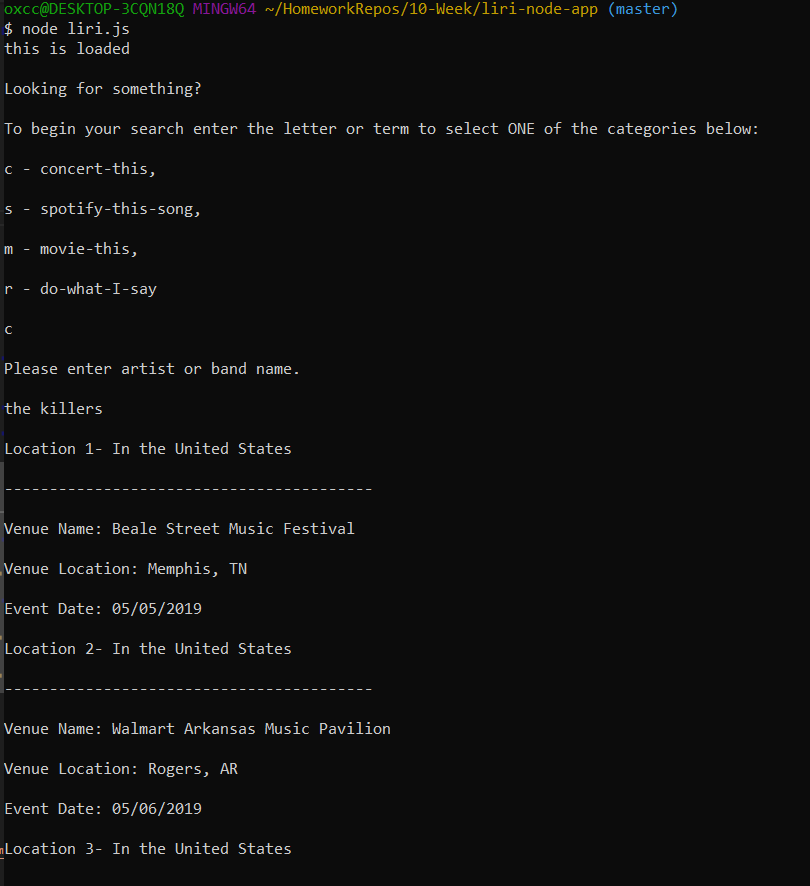 oxcc@DESKTOP-3CQN18Q MINGW64 ~/HomeworkRepos/10-Week/liri-node-app (master)
$ node liri.js
this is loaded
Looking for something?
To begin your search enter the letter or term to select ONE of the categories below:
c - concert-this,
s - spotify-this-song,
m - movie-this,
r - do-what-I-say
c
Please enter artist or band name.
the killers
Location 1- In the United States
-----------------------------------------
Venue Name: Beale Street Music Festival
Venue Location: Memphis, TN
Event Date: 05/05/2019
Location 2- In the United States
-----------------------------------------
Venue Name: Walmart Arkansas Music Pavilion
Venue Location: Rogers, AR
Event Date: 05/06/2019
Location 3- In the United States